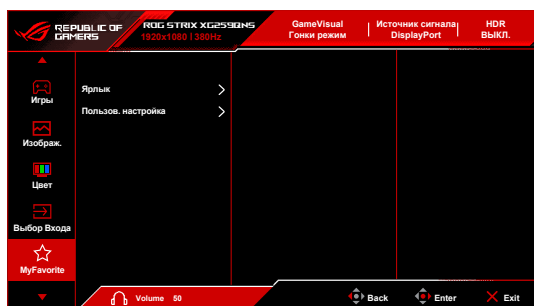 REPUBLIC OF GAMERS
ROG STRIX XG259QNS
1920x1080 | 380Hz
GameVisual
Гонки режим
Источник сигнала
DisplayPort
HDR
ВЫКЛ.
Игры
Изображ.
Цвет
Выбор Входа
MyFavorite
Ярлык
Пользов. настройка
Volume 50
Back
Enter
Exit